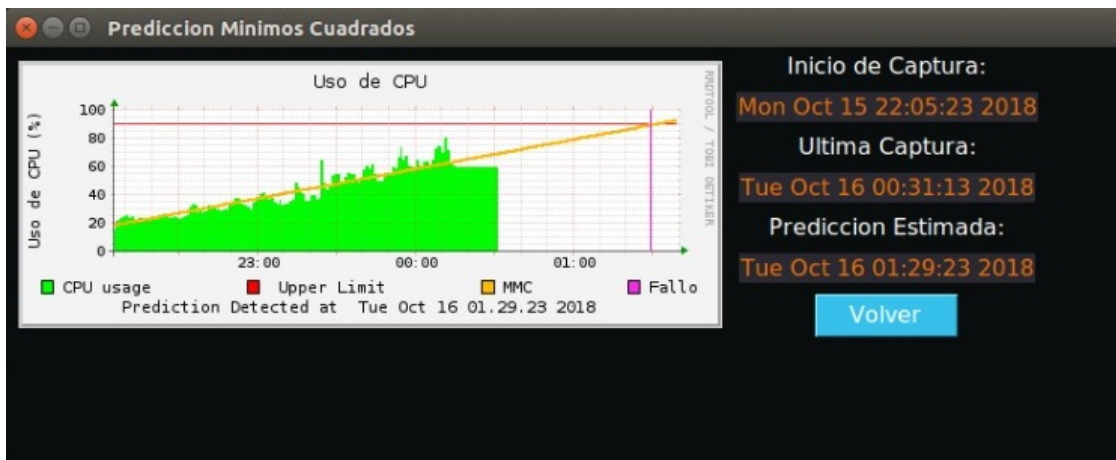 Prediccion Minimos Cuadrados
Uso de CPU
Uso de CPU (%)
100
80
60
40
20
0
23:00
00:00
01:00
CPU usage
Upper Limit
MMC
Fallo
Prediction Detected at Tue Oct 16 01.29.23 2018
RRDTOOL / TOBI OETIKER
Inicio de Captura:
Mon Oct 15 22:05:23 2018
Ultima Captura:
Tue Oct 16 00:31:13 2018
Prediccion Estimada:
Tue Oct 16 01:29:23 2018
Volver